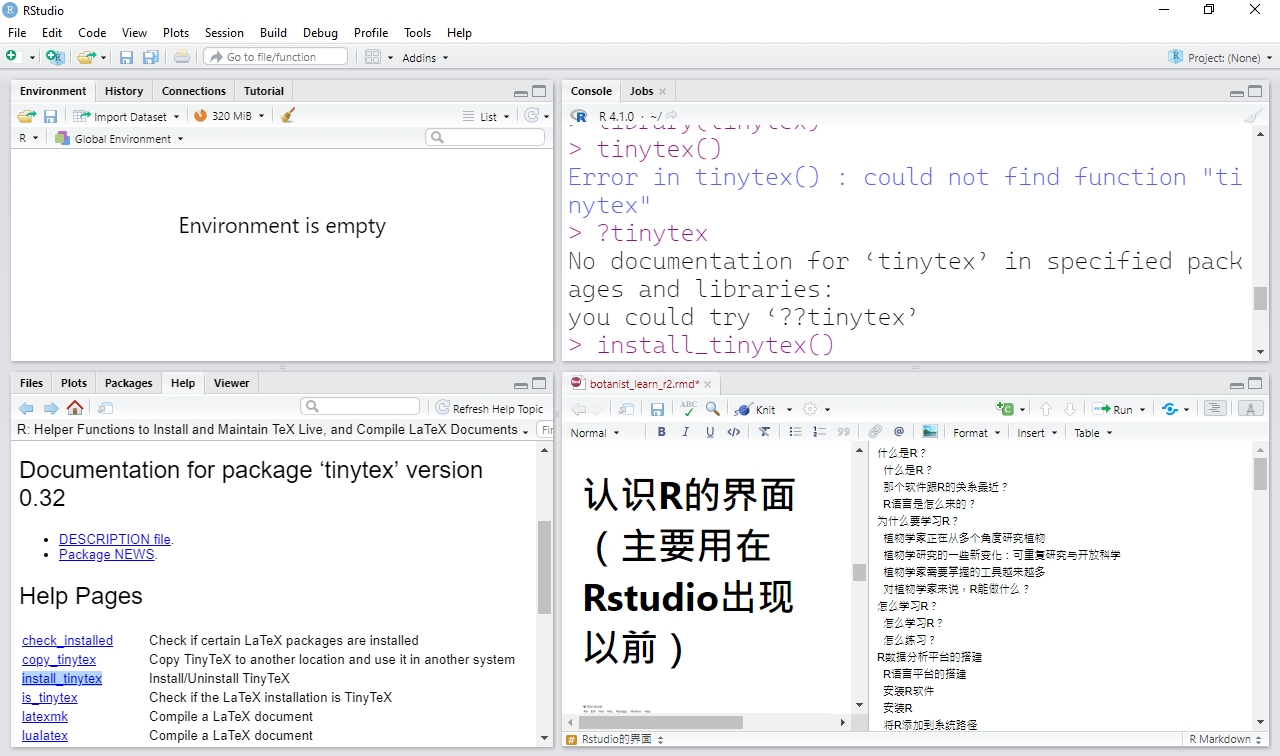 RStudio
File Edit Code View Plots Session Build Debug Profile Tools Help
Go to file/function Addins Project: (None)
Environment History Connections Tutorial
Import Dataset 320 MiB List
R Global Environment
Environment is empty
Console Jobs
R 4.1.0 · ~/
> library(tinytex)
> tinytex()
Error in tinytex() : could not find function "ti
nytex"
> ?tinytex
No documentation for ‘tinytex’ in specified pack
ages and libraries:
you could try ‘??tinytex’
> install_tinytex()
Files Plots Packages Help Viewer
Refresh Help Topic
R: Helper Functions to Install and Maintain TeX Live, and Compile LaTeX Documents Fir
Documentation for package ‘tinytex’ version
0.32
• DESCRIPTION file.
• Package NEWS.
Help Pages
check_installed Check if certain LaTeX packages are installed
copy_tinytex Copy TinyTeX to another location and use it in another system
install_tinytex Install/Uninstall TinyTeX
is_tinytex Check if the LaTeX installation is TinyTeX
latexmk Compile a LaTeX document
lualatex Compile a LaTeX document
botanist_learn_r2.rmd*
ABC Knit Run
Normal B I U </> Format Insert Table
认识R的界面
（主要用在
Rstudio出现
以前）
什么是R？
什么是R？
那个软件跟R的关系最近？
R语言是怎么来的？
为什么要学习R？
植物学家正在从多个角度研究植物
植物学研究的一些新变化：可重复研究与开放科学
植物学家需要掌握的工具越来越多
对植物学家来说，R能做什么？
怎么学习R？
怎么学习R？
怎么练习？
R数据分析平台的搭建
R语言平台的搭建
安装R软件
安装R
将R添加到系统路径
# Rstudio的界面 R Markdown